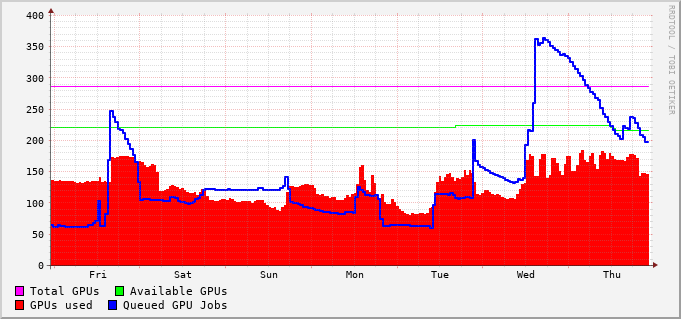 400
350
300
250
200
150
100
50
0
Fri Sat Sun Mon Tue Wed Thu
Total GPUs Available GPUs
GPUs used Queued GPU Jobs
RRDTOOL / TOBI OETIKER